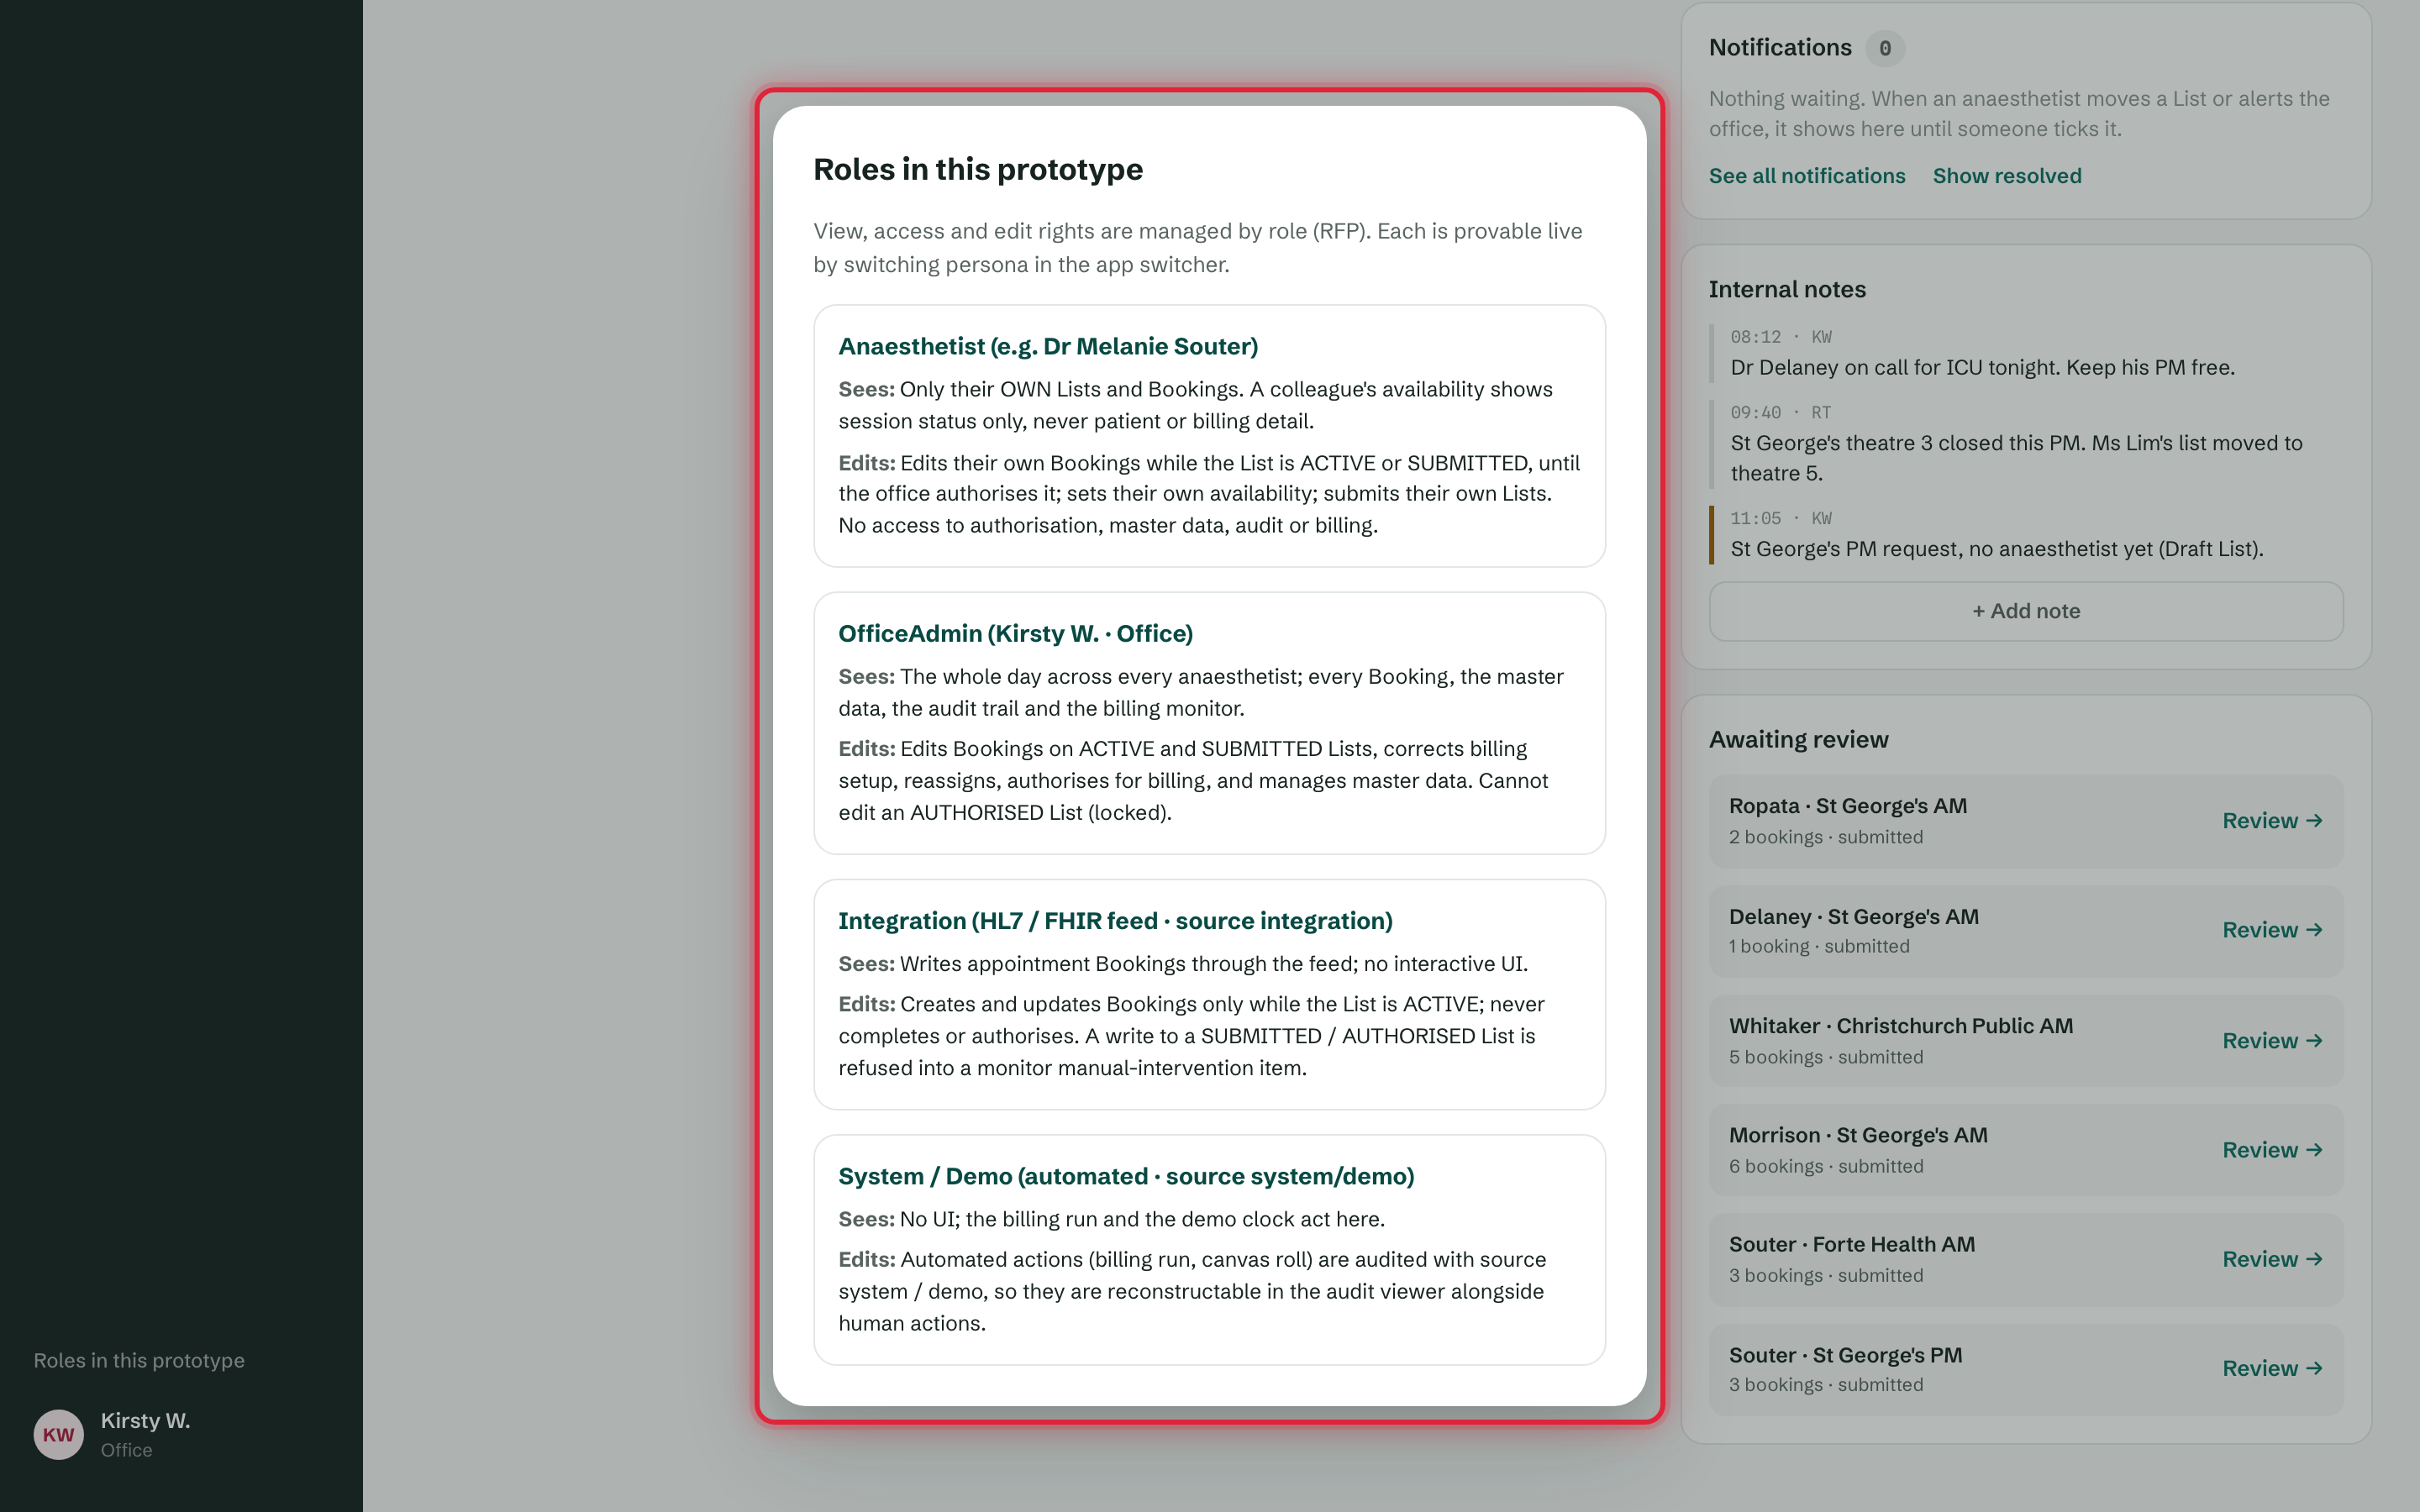 Roles in this prototype
KW
Kirsty W.
Office
Roles in this prototype
View, access and edit rights are managed by role (RFP). Each is provable live
by switching persona in the app switcher.
Anaesthetist (e.g. Dr Melanie Souter)
Sees: Only their OWN Lists and Bookings. A colleague's availability shows
session status only, never patient or billing detail.
Edits: Edits their own Bookings while the List is ACTIVE or SUBMITTED, until
the office authorises it; sets their own availability; submits their own Lists.
No access to authorisation, master data, audit or billing.
OfficeAdmin (Kirsty W. · Office)
Sees: The whole day across every anaesthetist; every Booking, the master
data, the audit trail and the billing monitor.
Edits: Edits Bookings on ACTIVE and SUBMITTED Lists, corrects billing
setup, reassigns, authorises for billing, and manages master data. Cannot
edit an AUTHORISED List (locked).
Integration (HL7 / FHIR feed · source integration)
Sees: Writes appointment Bookings through the feed; no interactive UI.
Edits: Creates and updates Bookings only while the List is ACTIVE; never
completes or authorises. A write to a SUBMITTED / AUTHORISED List is
refused into a monitor manual-intervention item.
System / Demo (automated · source system/demo)
Sees: No UI; the billing run and the demo clock act here.
Edits: Automated actions (billing run, canvas roll) are audited with source
system / demo, so they are reconstructable in the audit viewer alongside
human actions.
Notifications 0
Nothing waiting. When an anaesthetist moves a List or alerts the
office, it shows here until someone ticks it.
See all notifications Show resolved
Internal notes
08:12 · KW
Dr Delaney on call for ICU tonight. Keep his PM free.
09:40 · RT
St George's theatre 3 closed this PM. Ms Lim's list moved to
theatre 5.
11:05 · KW
St George's PM request, no anaesthetist yet (Draft List).
+ Add note
Awaiting review
Ropata · St George's AM
2 bookings · submitted
Review →
Delaney · St George's AM
1 booking · submitted
Review →
Whitaker · Christchurch Public AM
5 bookings · submitted
Review →
Morrison · St George's AM
6 bookings · submitted
Review →
Souter · Forte Health AM
3 bookings · submitted
Review →
Souter · St George's PM
3 bookings · submitted
Review →